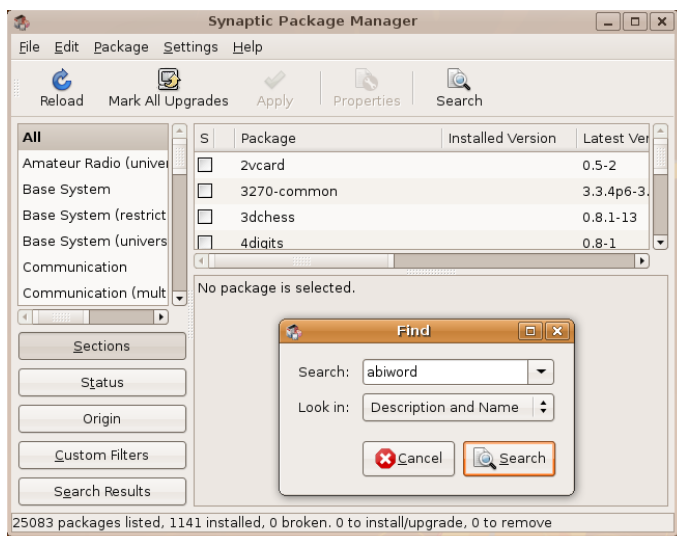 Synaptic Package Manager
File Edit Package Settings Help
Reload Mark All Upgrades Apply Properties Search
All
Amateur Radio (univer
Base System
Base System (restrict
Base System (univers
Communication
Communication (mult
S Package Installed Version Latest Ver
2vcard 0.5-2
3270-common 3.3.4p6-3.
3dchess 0.8.1-13
4digits 0.8-1
No package is selected.
Sections
Status
Origin
Custom Filters
Search Results
Find
Search: abiword
Look in: Description and Name
Cancel Search
25083 packages listed, 1141 installed, 0 broken. 0 to install/upgrade, 0 to remove